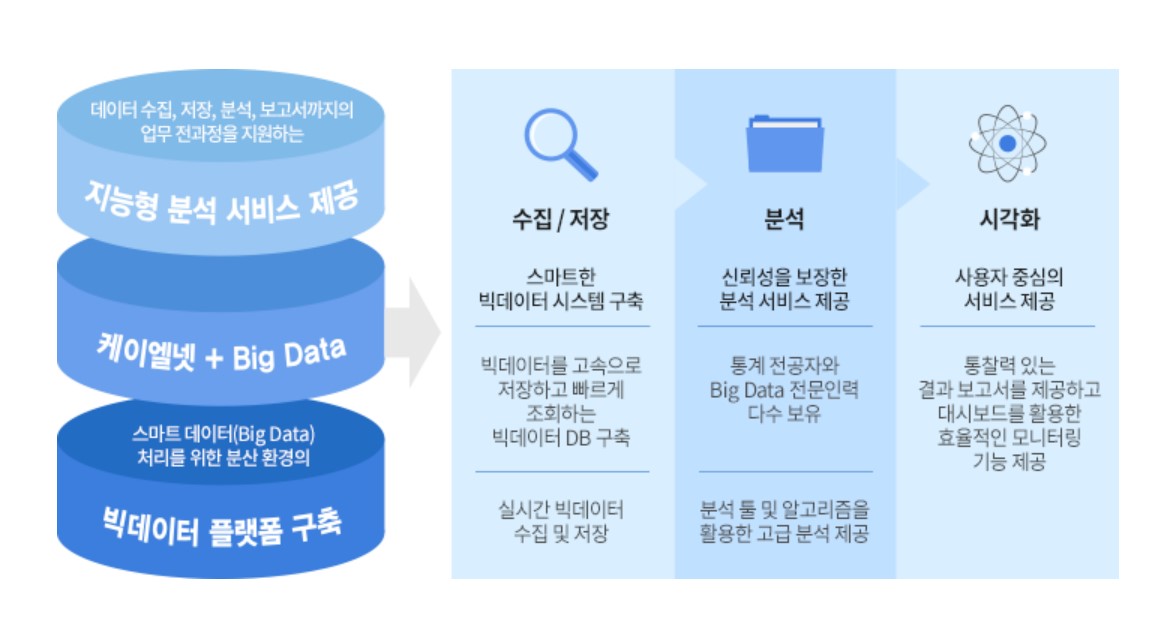 데이터 수집, 저장, 분석, 보고서까지의
업무 전과정을 지원하는
지능형 분석 서비스 제공
케이엘넷 + Big Data
스마트 데이터(Big Data)
처리를 위한 분산 환경의
빅데이터 플랫폼 구축
수집 / 저장
스마트한
빅데이터 시스템 구축
빅데이터를 고속으로
저장하고 빠르게
조회하는
빅데이터 DB 구축
실시간 빅데이터
수집 및 저장
분석
신뢰성을 보장한
분석 서비스 제공
통계 전공자와
Big Data 전문인력
다수 보유
분석 툴 및 알고리즘을
활용한 고급 분석 제공
시각화
사용자 중심의
서비스 제공
통찰력 있는
결과 보고서를 제공하고
대시보드를 활용한
효율적인 모니터링
기능 제공